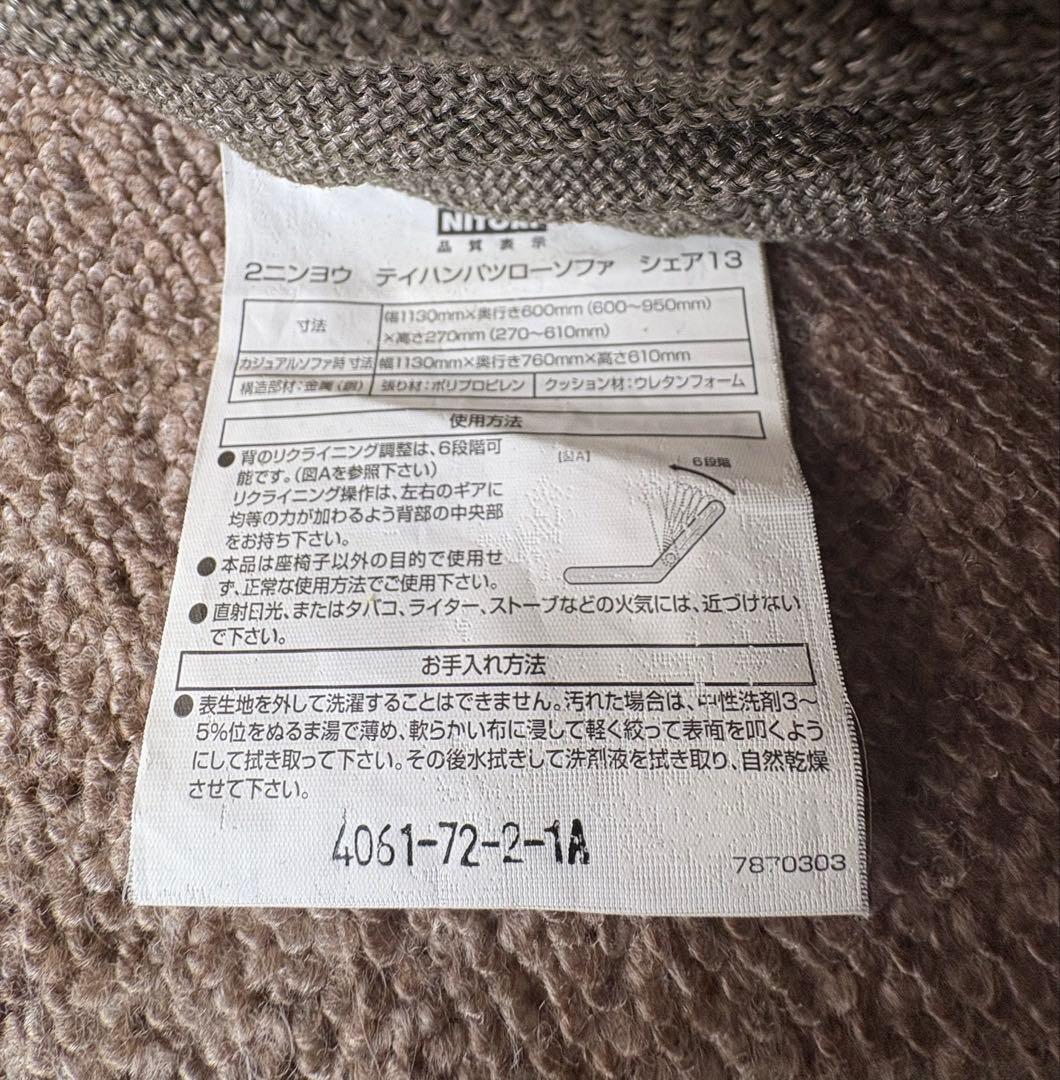 NITORI
品質表示
2ニンヨウ テイハンパツローソファ シェア13
寸法
幅1130mm×奥行き600mm(600〜950mm)
×高さ270mm(270〜610mm)
カジュアルソファ時 寸法 幅1130mm×奥行き760mm×高さ610mm
構造部材:金属(鋼) 張り材:ポリプロピレン クッション材:ウレタンフォーム
使用方法
●背のリクライニング調整は、6段階可
能です。(図Aを参照下さい)
リクライニング操作は、左右のギアに
均等の力が加わるよう背部の中央部
をお持ち下さい。
[図A]
6段階
●本品は座椅子以外の目的で使用せ
ず、正常な使用方法でご使用下さい。
●直射日光、またはタバコ、ライター、ストーブなどの火気には、近づけない
で下さい。
お手入れ方法
●表生地を外して洗濯することはできません。汚れた場合は、中性洗剤3〜
5%位をぬるま湯で薄め、軟らかい布に浸して軽く絞って表面を叩くよう
にして拭き取って下さい。その後水拭きして洗剤液を拭き取り、自然乾燥
させて下さい。
4061-72-2-1A
7870303